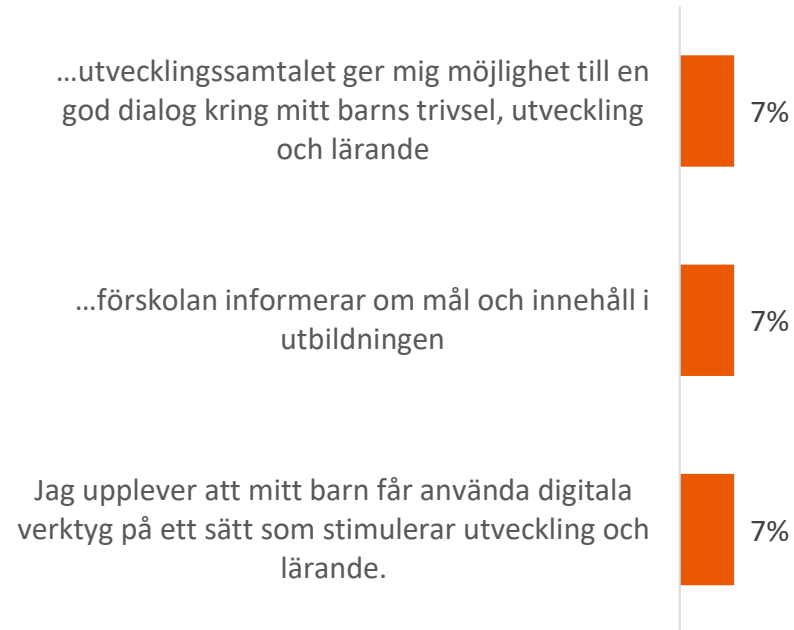 …utvecklingssamtalet ger mig möjlighet till en
god dialog kring mitt barns trivsel, utveckling
och lärande
7%
…förskolan informerar om mål och innehåll i
utbildningen
7%
Jag upplever att mitt barn får använda digitala
verktyg på ett sätt som stimulerar utveckling och
lärande.
7%